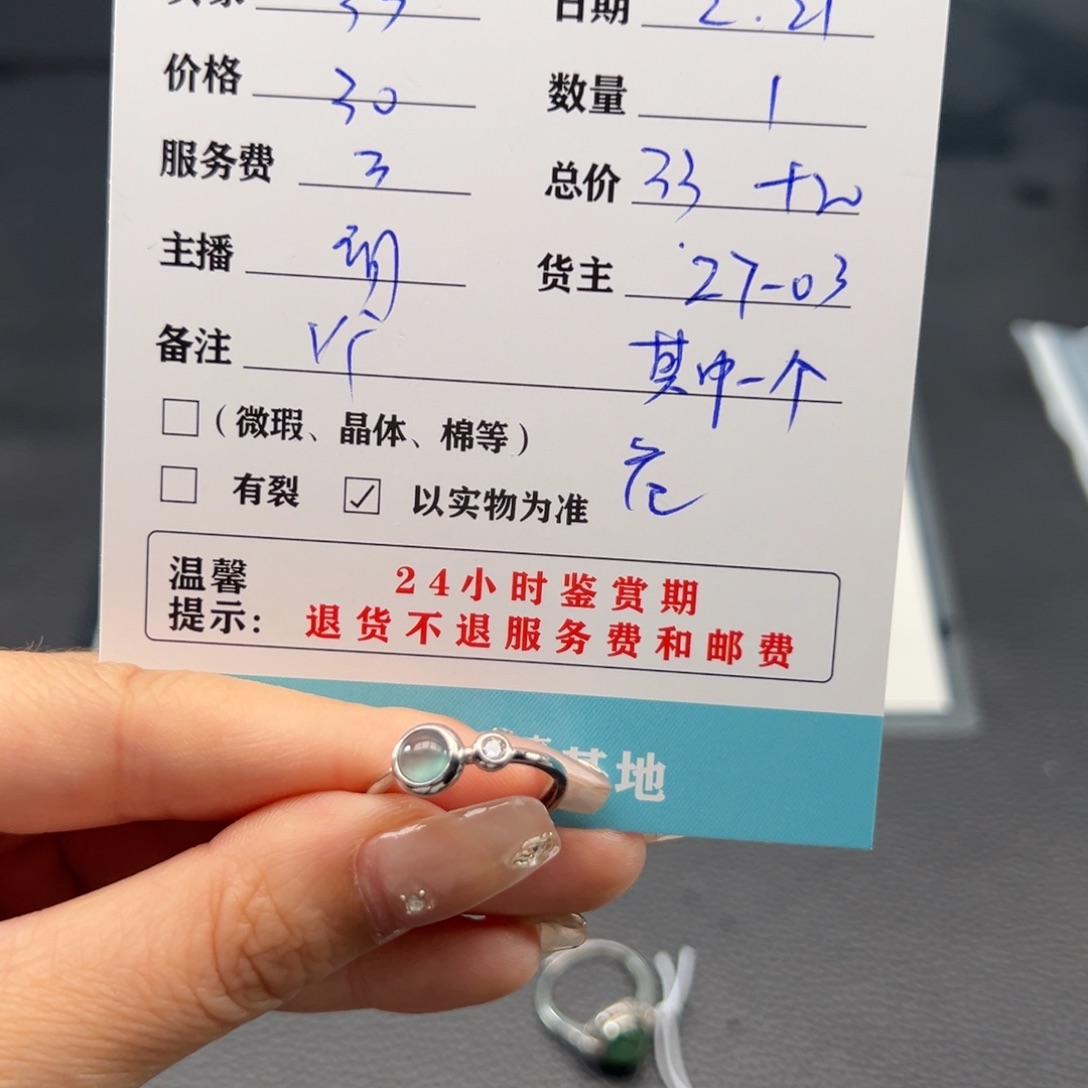 日期 2.21
价格 30 数量 1
服务费 3 总价 33 +20
主播 货主 27-03
备注 其中一个
□(微瑕、晶体、棉等)
□ 有裂 ☑ 以实物为准
温馨 24小时鉴赏期
提示: 退货不退服务费和邮费
基地